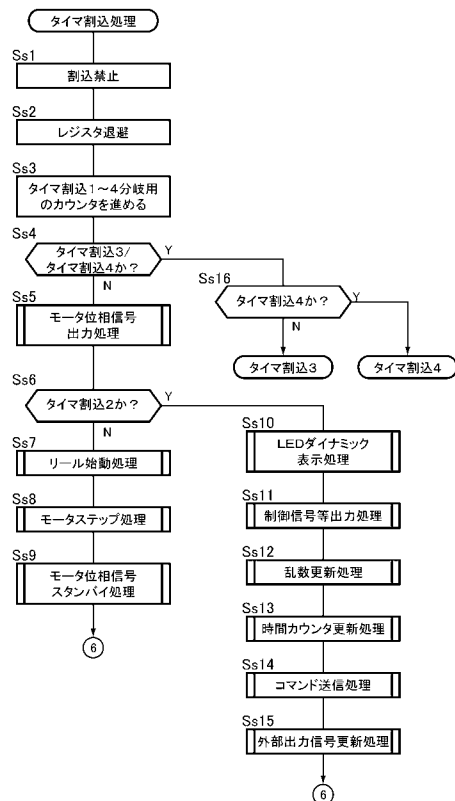 タイマ割込処理
Ss1
割込禁止
Ss2
レジスタ退避
Ss3
タイマ割込1～4分岐用
のカウンタを進める
Ss4
タイマ割込3/
タイマ割込4か？
Y
N
Ss16
タイマ割込4か？
Y
N
タイマ割込3
タイマ割込4
Ss5
モータ位相信号
出力処理
Ss6
タイマ割込2か？
Y
N
Ss7
リール始動処理
Ss8
モータステップ処理
Ss9
モータ位相信号
スタンバイ処理
6
Ss10
LEDダイナミック
表示処理
Ss11
制御信号等出力処理
Ss12
乱数更新処理
Ss13
時間カウンタ更新処理
Ss14
コマンド送信処理
Ss15
外部出力信号更新処理
6